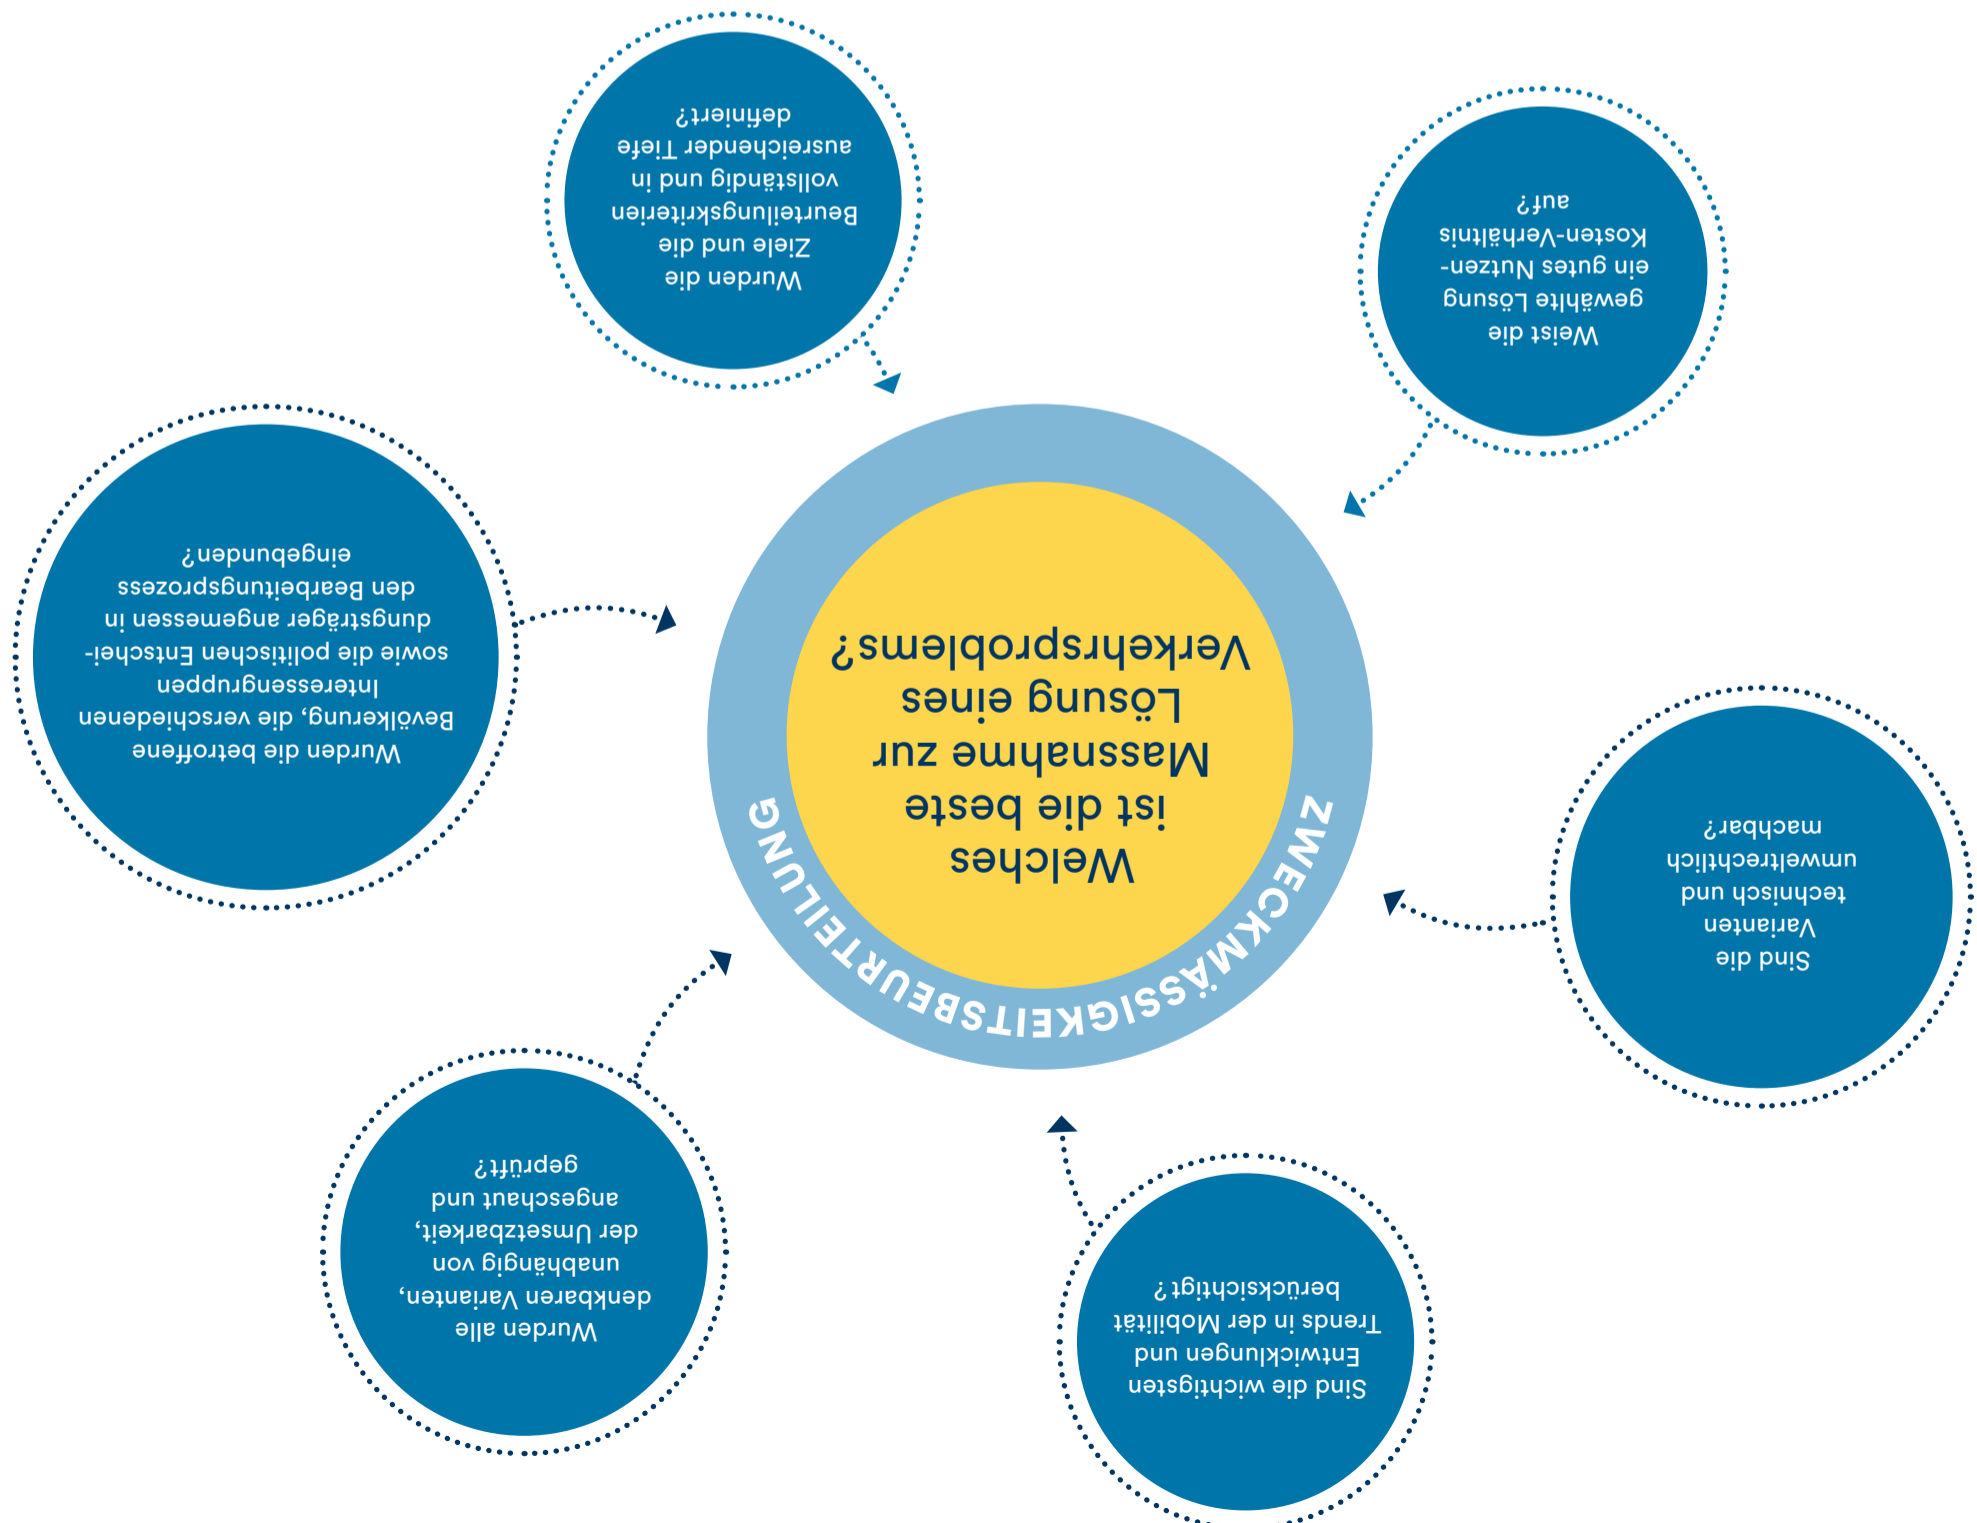 Sind die wichtigsten
Entwicklungen und
Trends in der Mobilität
berücksichtigt ?
Wurden alle
denkbaren Varianten,
unabhängig von
der Umsetzbarkeit,
angeschaut und
geprüft?
Sind die
Varianten
technisch und
umweltrechtlich
machbar?
ZWECKMÄSSIGKEITSBEURTEILUNG
Welches
ist die beste
Massnahme zur
Lösung eines
Verkehrsproblems?
Wurden die betroffene
Bevölkerung, die verschiedenen
Interessengruppen
sowie die politischen Entschei-
dungsträger angemessen in
den Bearbeitungsprozess
eingebunden?
Weist die
gewählte Lösung
ein gutes Nutzen-
Kosten-Verhältnis
auf?
Wurden die
Ziele und die
Beurteilungskriterien
vollständig und in
ausreichender Tiefe
definiert?